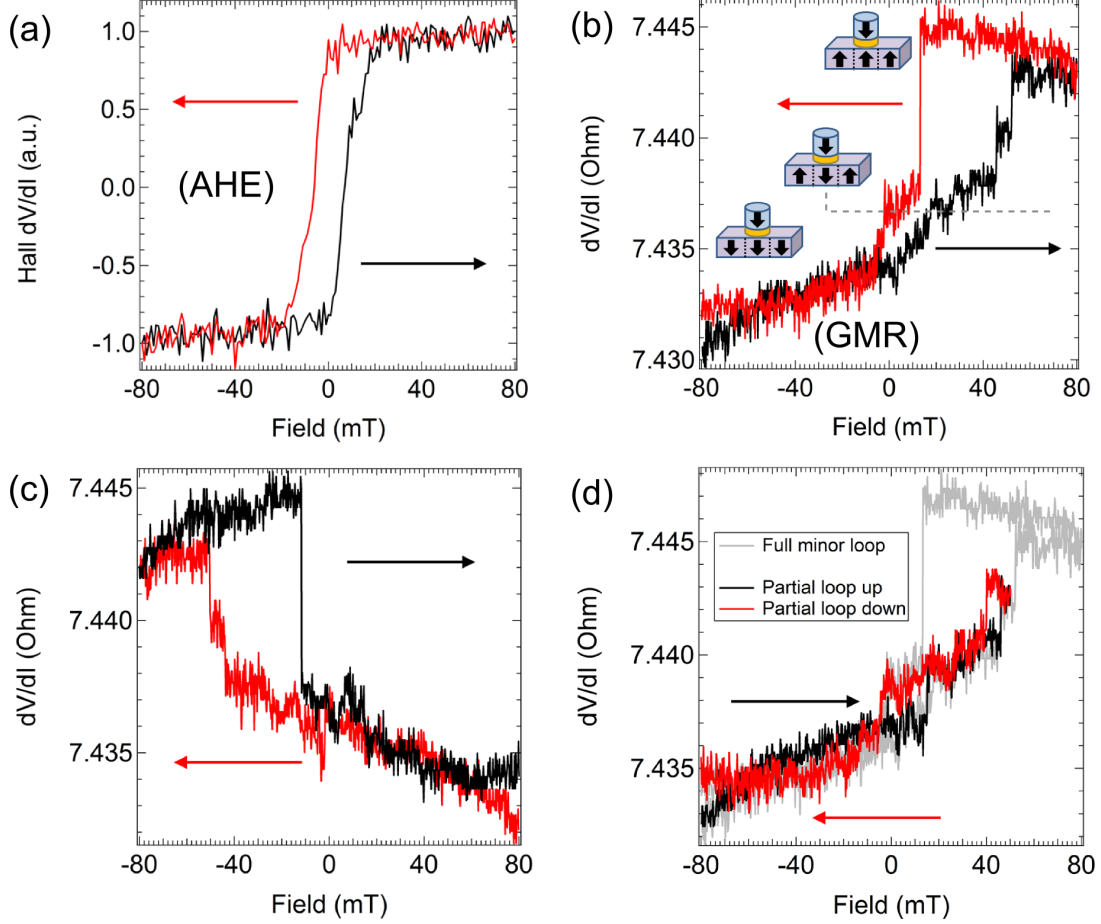 (a)
1.0
0.5
0.0
-0.5
-1.0
Hall dV/dI (a.u.)
(AHE)
-80
-40
0
40
80
Field (mT)
(b)
7.445
7.440
7.435
7.430
dV/dI (Ohm)
(GMR)
-80
-40
0
40
80
Field (mT)
(c)
7.445
7.440
7.435
dV/dI (Ohm)
-80
-40
0
40
80
Field (mT)
(d)
7.445
7.440
7.435
dV/dI (Ohm)
Full minor loop
Partial loop up
Partial loop down
-80
-40
0
40
80
Field (mT)